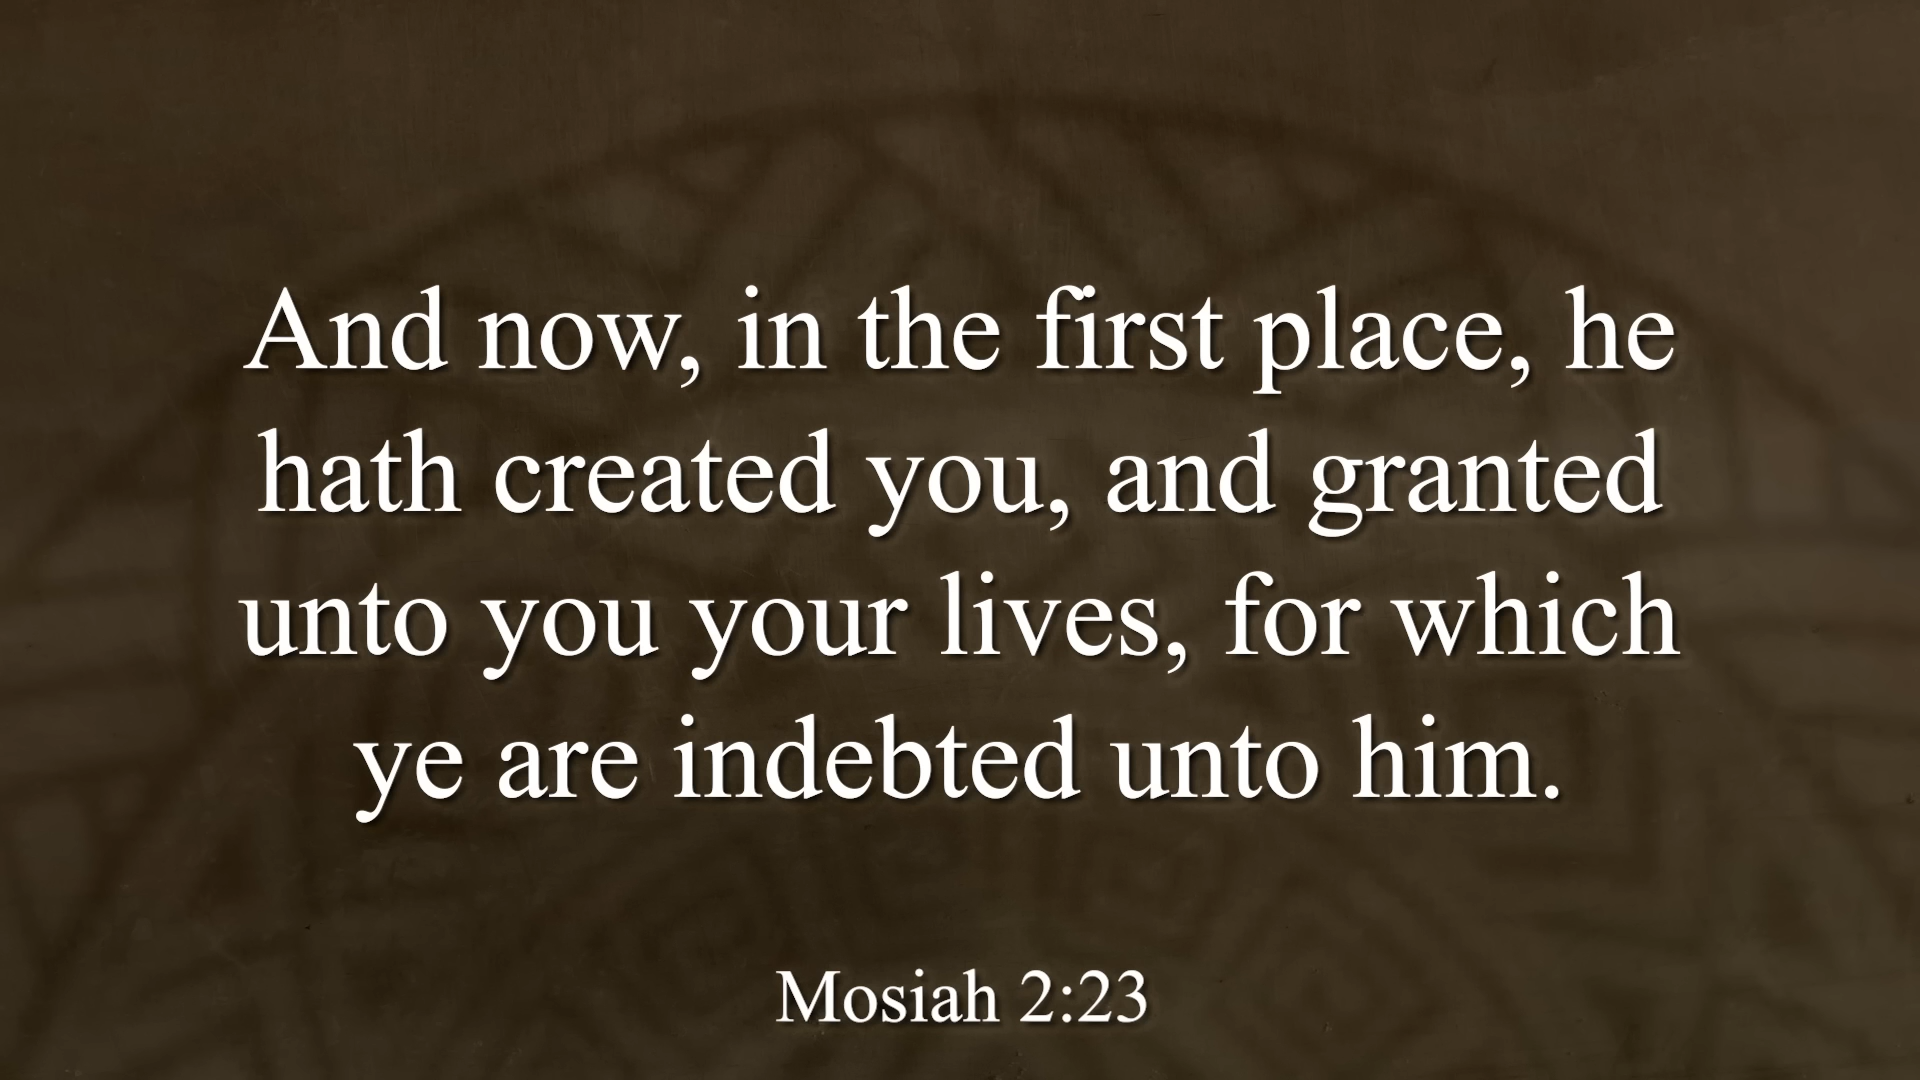 And now, in the first place, he
hath created you, and granted
unto you your lives, for which
ye are indebted unto him.
Mosiah 2:23